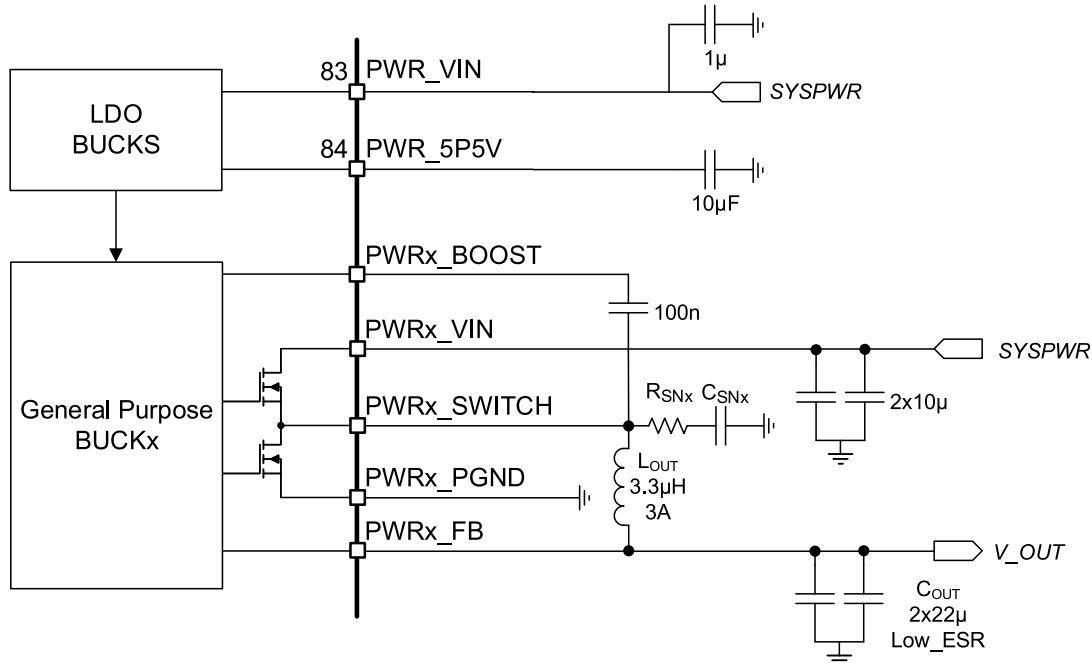 1µ
83 PWR_VIN
SYSPWR
LDO
BUCKS
84 PWR_5P5V
10µF
PWRx_BOOST
100n
PWRx_VIN
SYSPWR
RSNx CSNx
2x10µ
General Purpose
BUCKx
PWRx_SWITCH
LOUT
3.3µH
3A
PWRx_PGND
PWRx_FB
V_OUT
COUT
2x22µ
Low_ESR